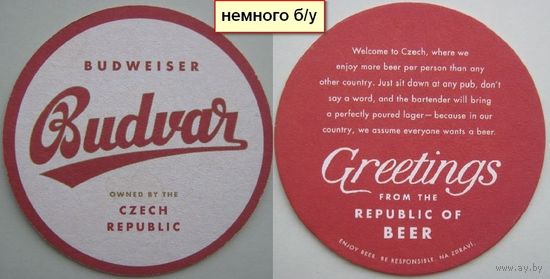 немного б/у
BUDWEISER
Budvar
OWNED BY THE
CZECH
REPUBLIC
Welcome to Czech, where we
enjoy more beer per person than any
other country. Just sit down at any pub, don't
say a word, and the bartender will bring
a perfectly poured lager—because in our
country, we assume everyone wants a beer.
Greetings
FROM THE
REPUBLIC OF
BEER
ENJOY BEER. BE RESPONSIBLE. NA ZDRAVÍ.
www.ay.by